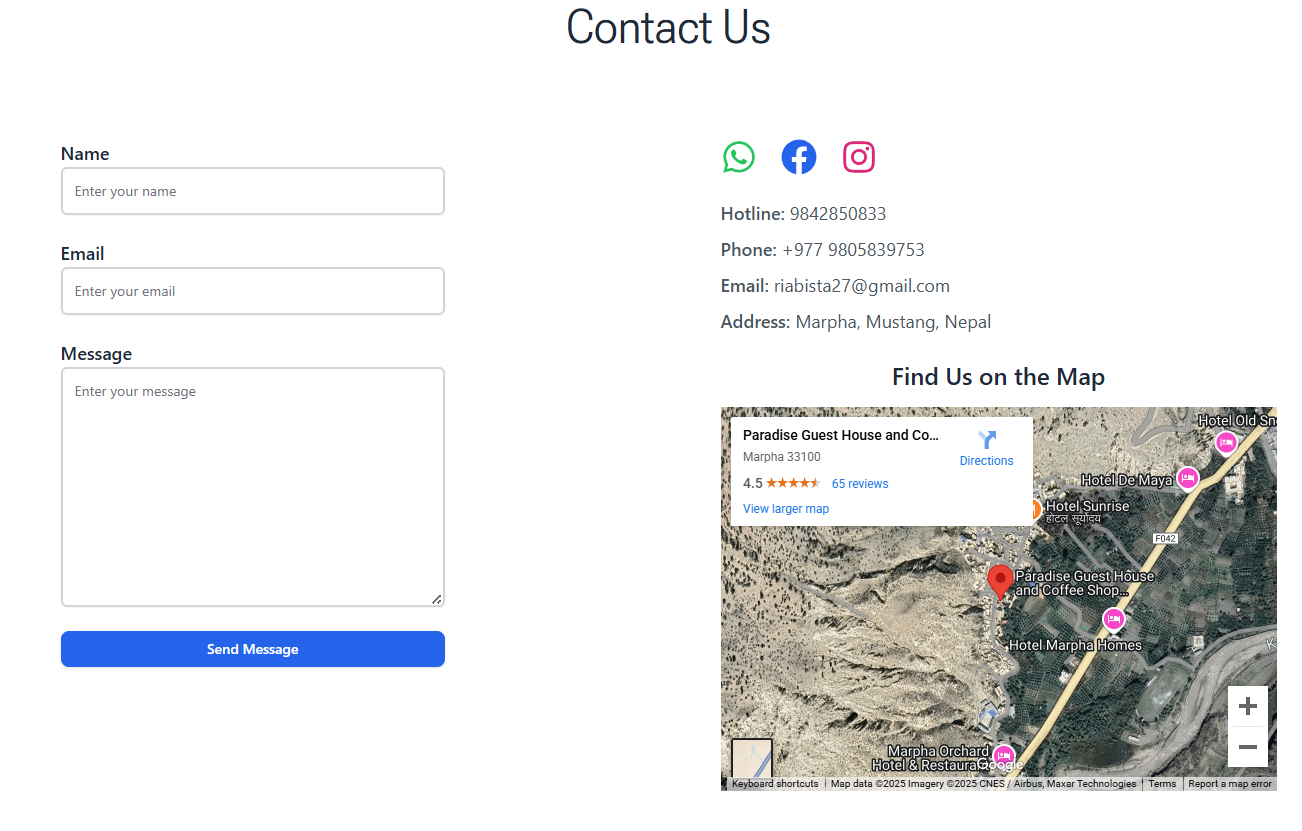 Contact Us
Name
Enter your name
Email
Enter your email
Message
Enter your message
Send Message
Hotline: 9842850833
Phone: +977 9805839753
Email: riabista27@gmail.com
Address: Marpha, Mustang, Nepal
Find Us on the Map
Paradise Guest House and Co...
Marpha 33100
Directions
4.5
65 reviews
View larger map
Hotel Old Sn
Hotel De Maya
Hotel Sunrise
होटल सूर्योदय
F042
Paradise Guest House
and Coffee Shop...
Hotel Marpha Homes
Marpha Orchard
Hotel & Restaura
Google
Keyboard shortcuts
Map data ©2025 Imagery ©2025 CNES / Airbus, Maxar Technologies
Terms
Report a map error